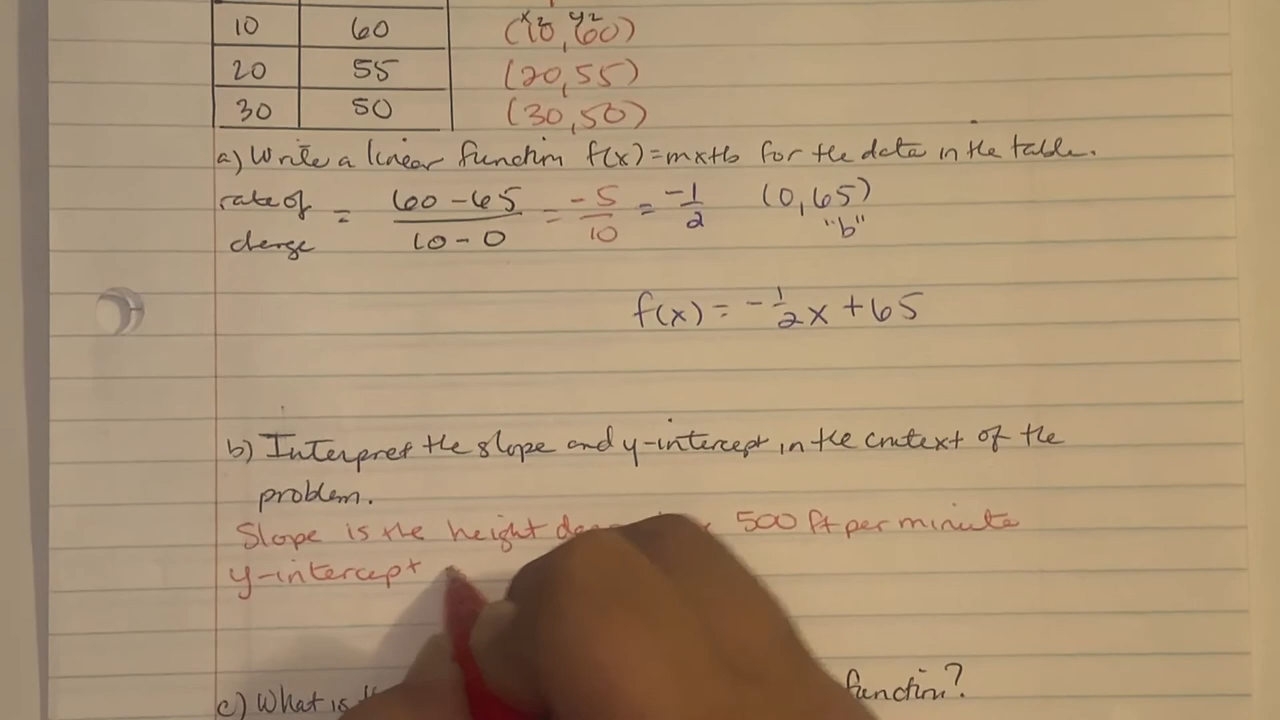 10 60 (10,60) x₂ y₂
20 55 (20,55)
30 50 (30,50)
a) Write a linear function f(x)=mx+b for the data in the table.
rate of change = 60-65 / 10-0 = -5/10 = -1/2 (0,65) "b"
f(x) = -1/2x + 65
b) Interpret the slope and y-intercept in the context of the
problem.
Slope is the height 500 ft per minute
y-intercept
c) What is function?